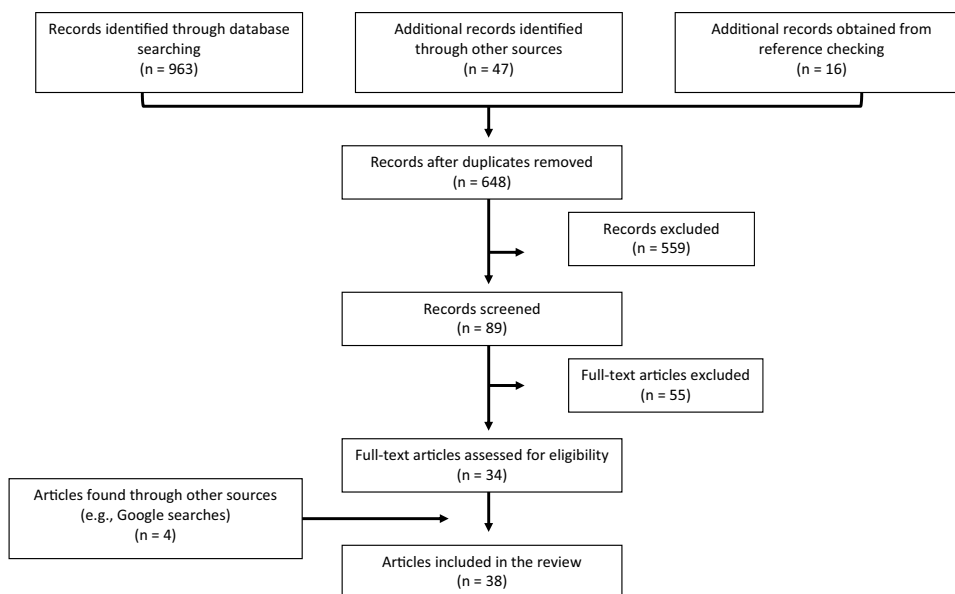 Records identified through database
searching
(n = 963)
Additional records identified
through other sources
(n = 47)
Additional records obtained from
reference checking
(n = 16)
Records after duplicates removed
(n = 648)
Records excluded
(n = 559)
Records screened
(n = 89)
Full-text articles excluded
(n = 55)
Full-text articles assessed for eligibility
(n = 34)
Articles found through other sources
(e.g., Google searches)
(n = 4)
Articles included in the review
(n = 38)